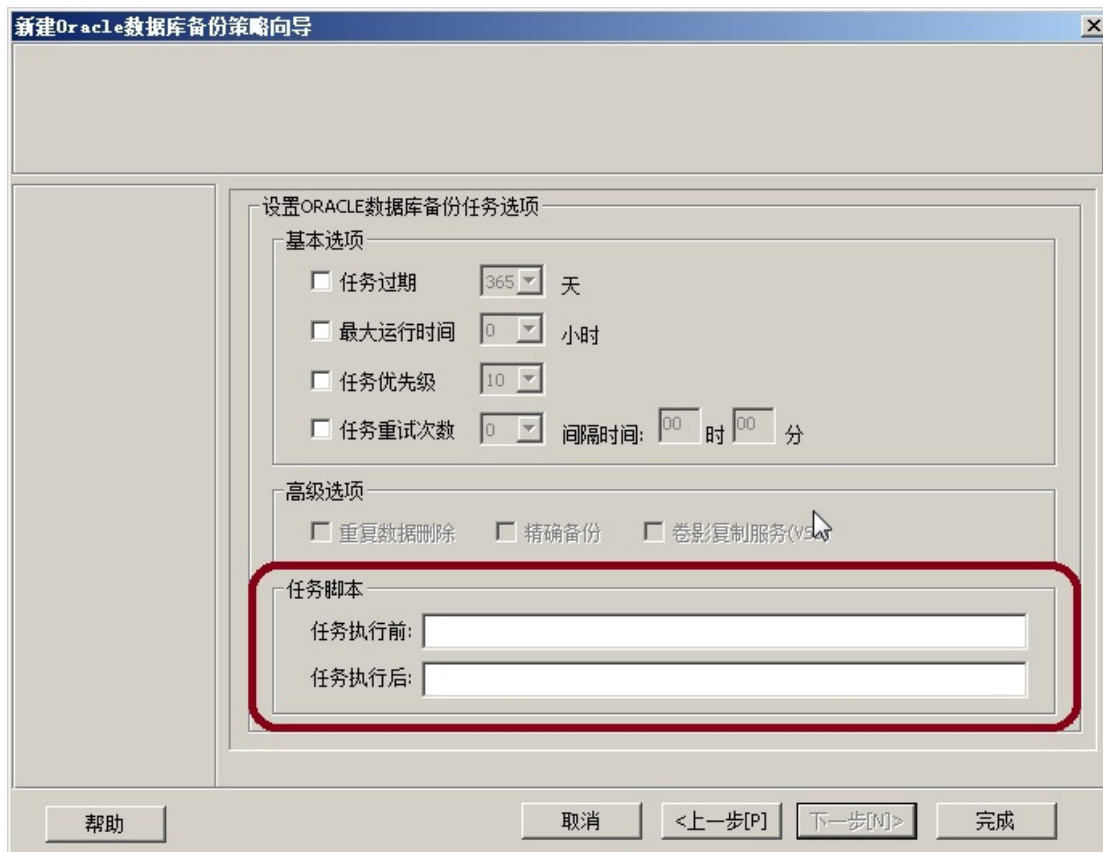 新建Oracle数据库备份策略向导
设置ORACLE数据库备份任务选项
基本选项
任务过期 365 天
最大运行时间 0 小时
任务优先级 10
任务重试次数 0 间隔时间: 00 时 00 分
高级选项
重复数据删除 精确备份 卷影复制服务(VS
任务脚本
任务执行前:
任务执行后:
帮助 取消 <上一步[P] 下一步[N]> 完成